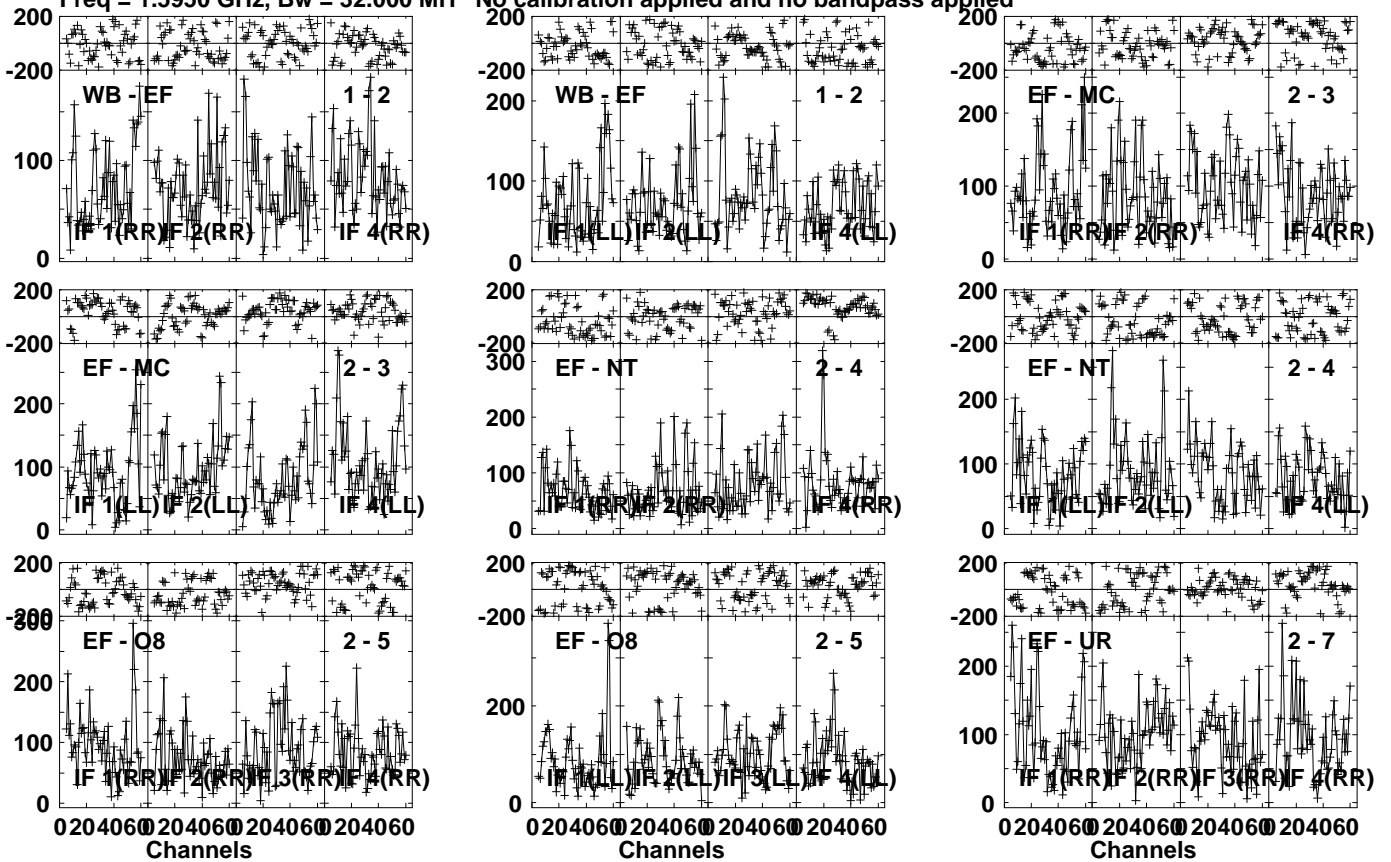 Freq = 1.5950 GHz, Bw = 32.000 MH No calibration applied and no bandpass applied
200
-200
WB - EF 1 - 2
100
0
IF 1(RR) IF 2(RR) IF 4(RR)
200
-200
WB - EF 1 - 2
200
100
0
IF 1(LL) IF 2(LL) IF 4(LL)
200
-200
EF - MC 2 - 3
200
100
0
IF 1(RR) IF 2(RR) IF 4(RR)
200
-200
EF - MC 2 - 3
200
100
0
IF 1(LL) IF 2(LL) IF 4(LL)
200
-200
300
EF - NT 2 - 4
200
100
0
IF 1(RR) IF 2(RR) IF 4(RR)
200
-200
EF - NT 2 - 4
200
100
0
IF 1(LL) IF 2(LL) IF 4(LL)
200
-200
300
EF - O8 2 - 5
200
100
0
IF 1(RR) IF 2(RR) IF 3(RR) IF 4(RR)
0 20 40 60 0 20 40 60 0 20 40 60 0 20 40 60
Channels
200
-200
EF - O8 2 - 5
200
0
IF 1(LL) IF 2(LL) IF 3(LL) IF 4(LL)
0 20 40 60 0 20 40 60 0 20 40 60 0 20 40 60
Channels
200
-200
EF - UR 2 - 7
200
100
0
IF 1(RR) IF 2(RR) IF 3(RR) IF 4(RR)
0 20 40 60 0 20 40 60 0 20 40 60 0 20 40 60
Channels